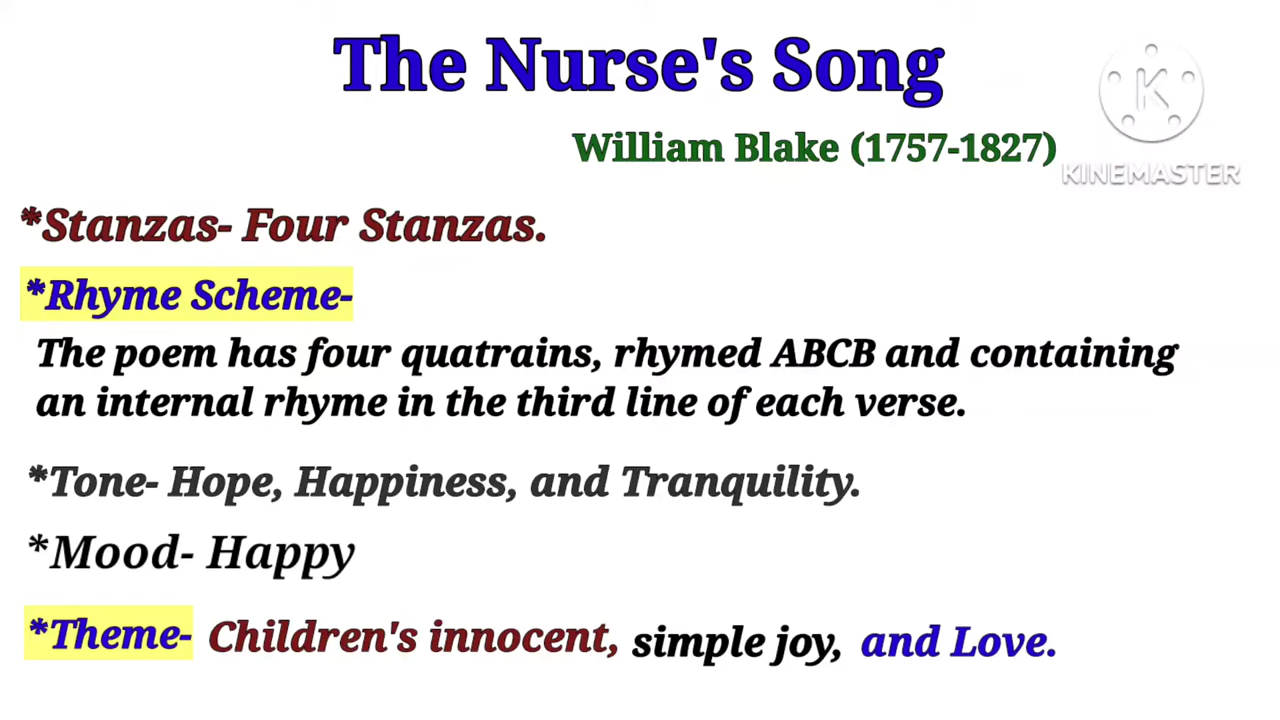 The Nurse's Song
K
William Blake (1757-1827)
KINEMASTER
*Stanzas- Four Stanzas.
*Rhyme Scheme-
The poem has four quatrains, rhymed ABCB and containing
an internal rhyme in the third line of each verse.
*Tone- Hope, Happiness, and Tranquility.
*Mood- Happy
*Theme- Children's innocent, simple joy, and Love.